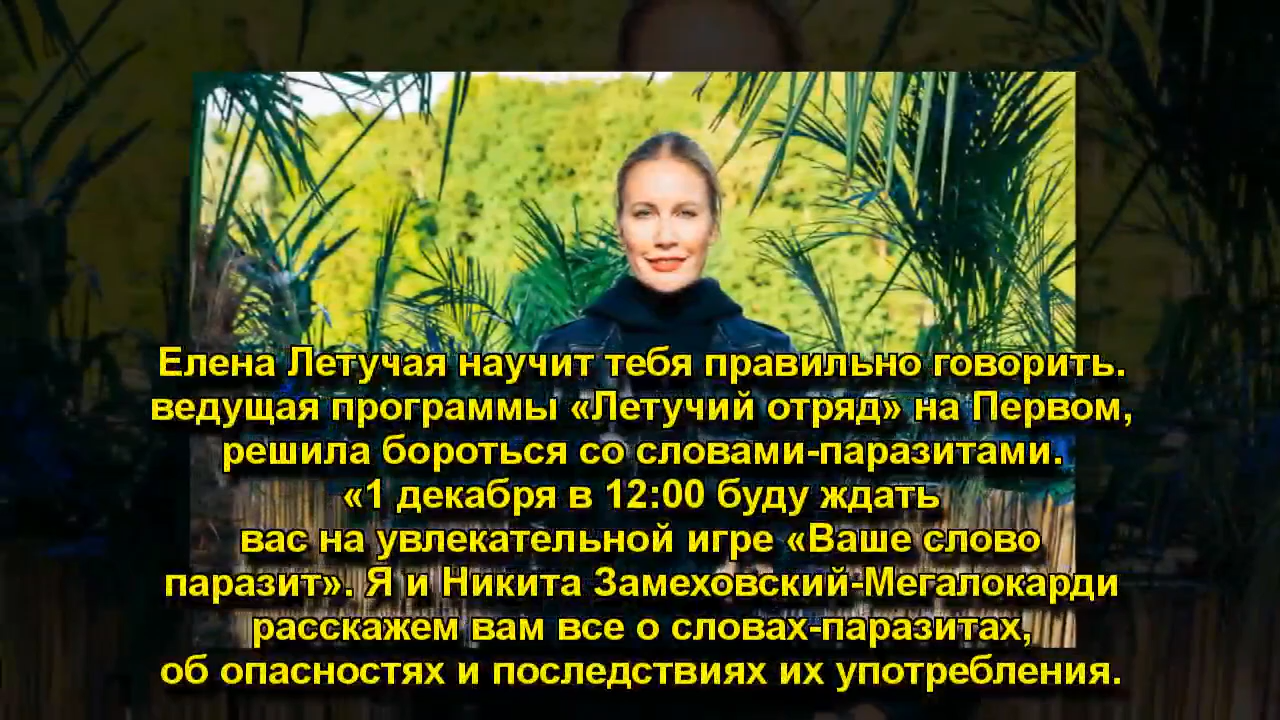 Елена Летучая научит тебя правильно говорить.
ведущая программы «Летучий отряд» на Первом,
решила бороться со словами-паразитами.
«1 декабря в 12:00 буду ждать
вас на увлекательной игре «Ваше слово
паразит». Я и Никита Замеховский-Мегалокарди
расскажем вам все о словах-паразитах,
об опасностях и последствиях их употребления.